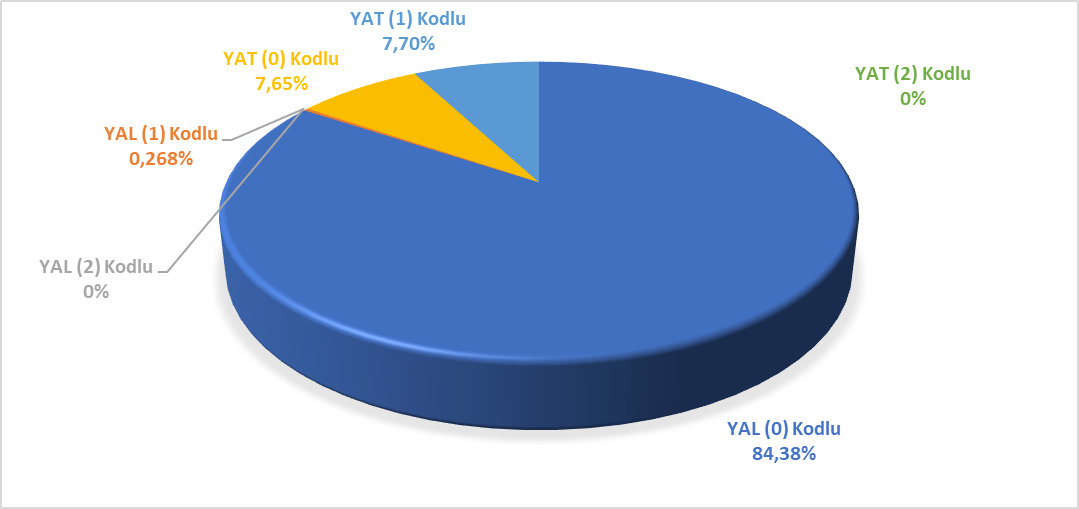 YAT (1) Kodlu
7,70%
YAT (0) Kodlu
7,65%
YAT (2) Kodlu
0%
YAL (1) Kodlu
0,268%
YAL (2) Kodlu
0%
YAL (0) Kodlu
84,38%